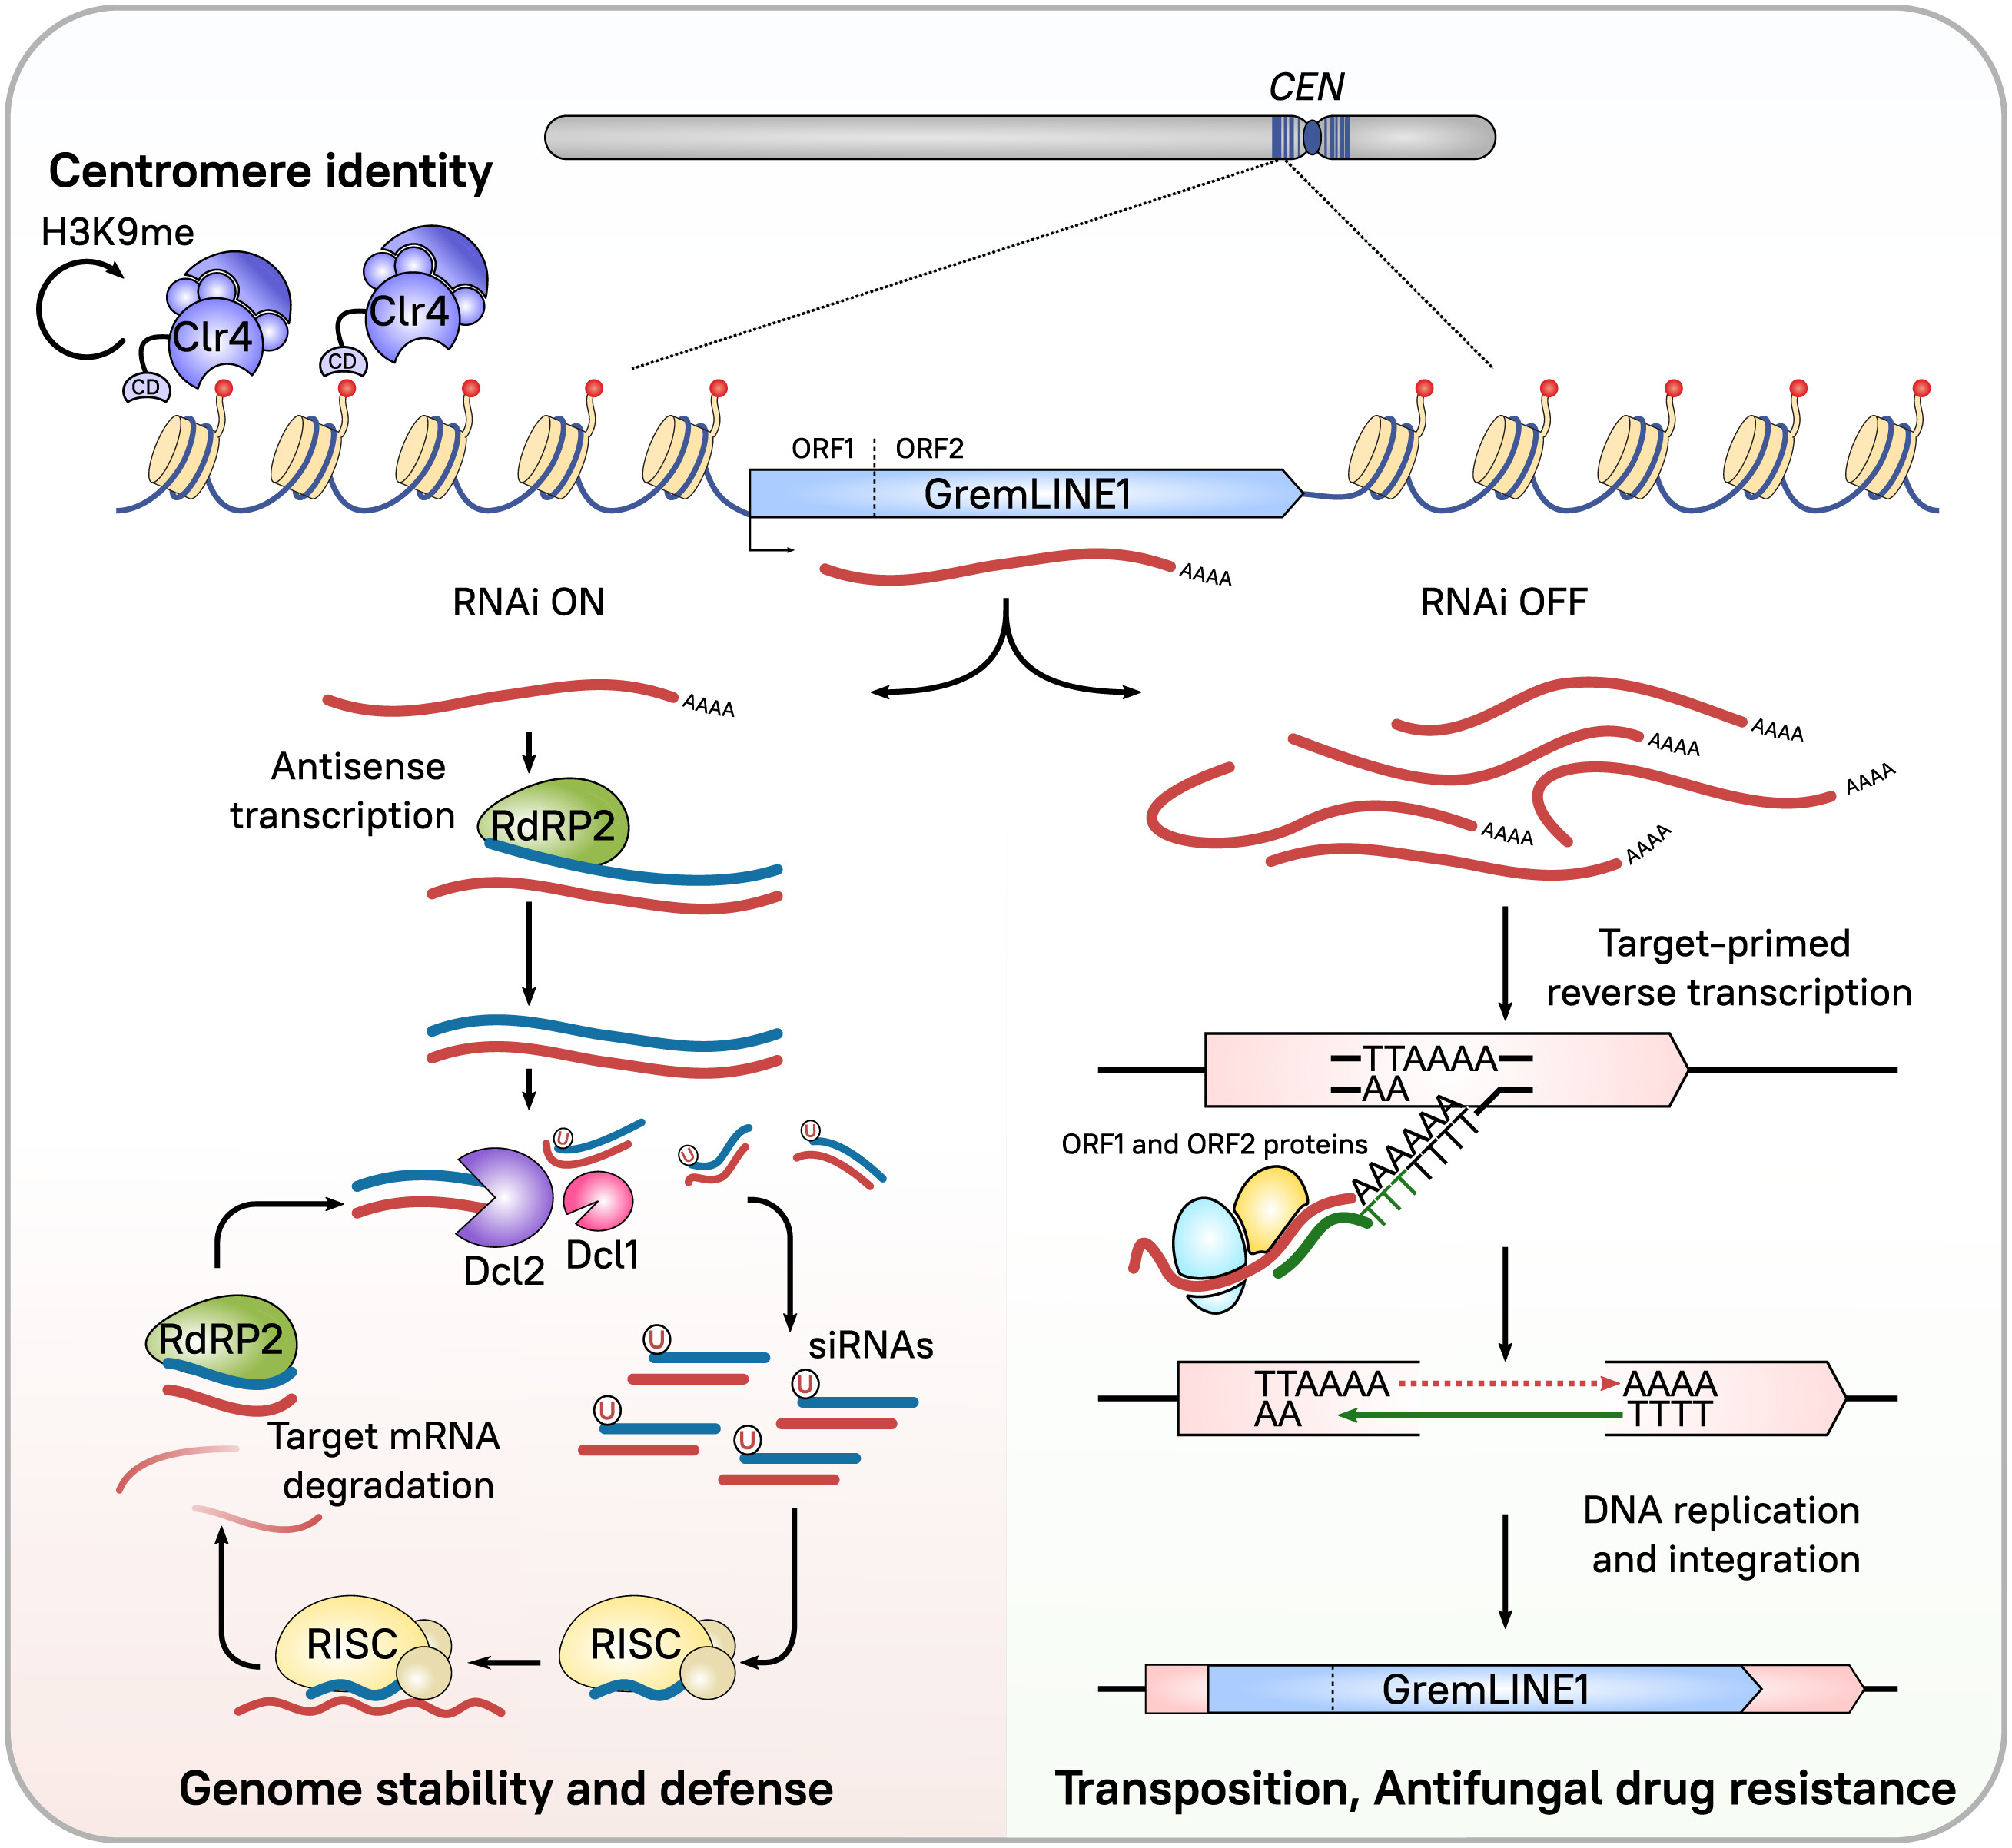 CEN
Centromere identity
H3K9me
Clr4
Clr4
CD
CD
ORF1
ORF2
GremLINE1
AAAA
RNAi ON
RNAi OFF
AAAA
Antisense
transcription
RdRP2
AAAA
AAAA
AAAA
AAAA
AAAA
Target-primed
reverse transcription
TTAAAA
AA
AAAAAA
TTTTTTT
ORF1 and ORF2 proteins
U
U
U
Dcl2
Dcl1
siRNAs
U
U
U
U
RdRP2
Target mRNA
degradation
TTAAAA
AAAA
AA
TTTT
DNA replication
and integration
RISC
RISC
GremLINE1
Genome stability and defense
Transposition, Antifungal drug resistance